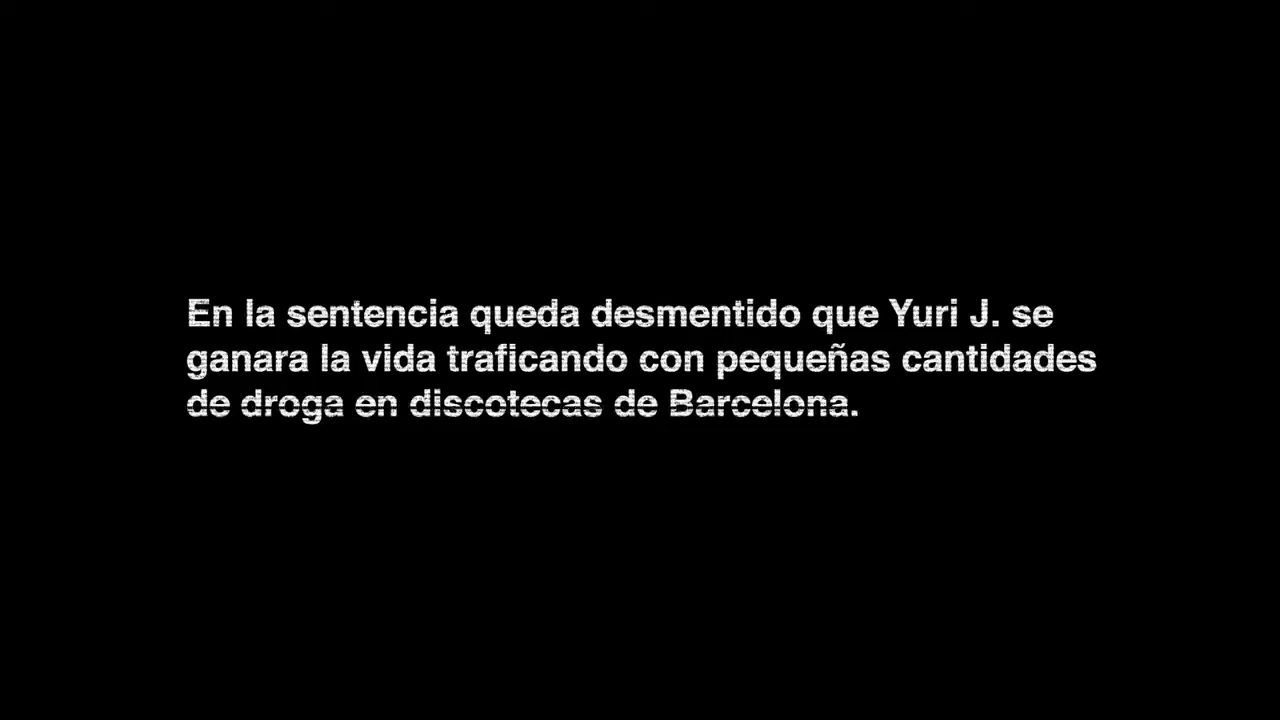 En la sentencia queda desmentido que Yuri J. se
ganara la vida traficando con pequeñas cantidades
de droga en discotecas de Barcelona.